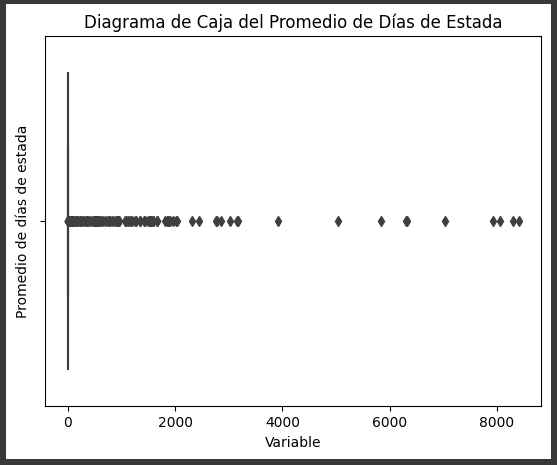 Diagrama de Caja del Promedio de Días de Estada
Promedio de días de estada
0 2000 4000 6000 8000
Variable